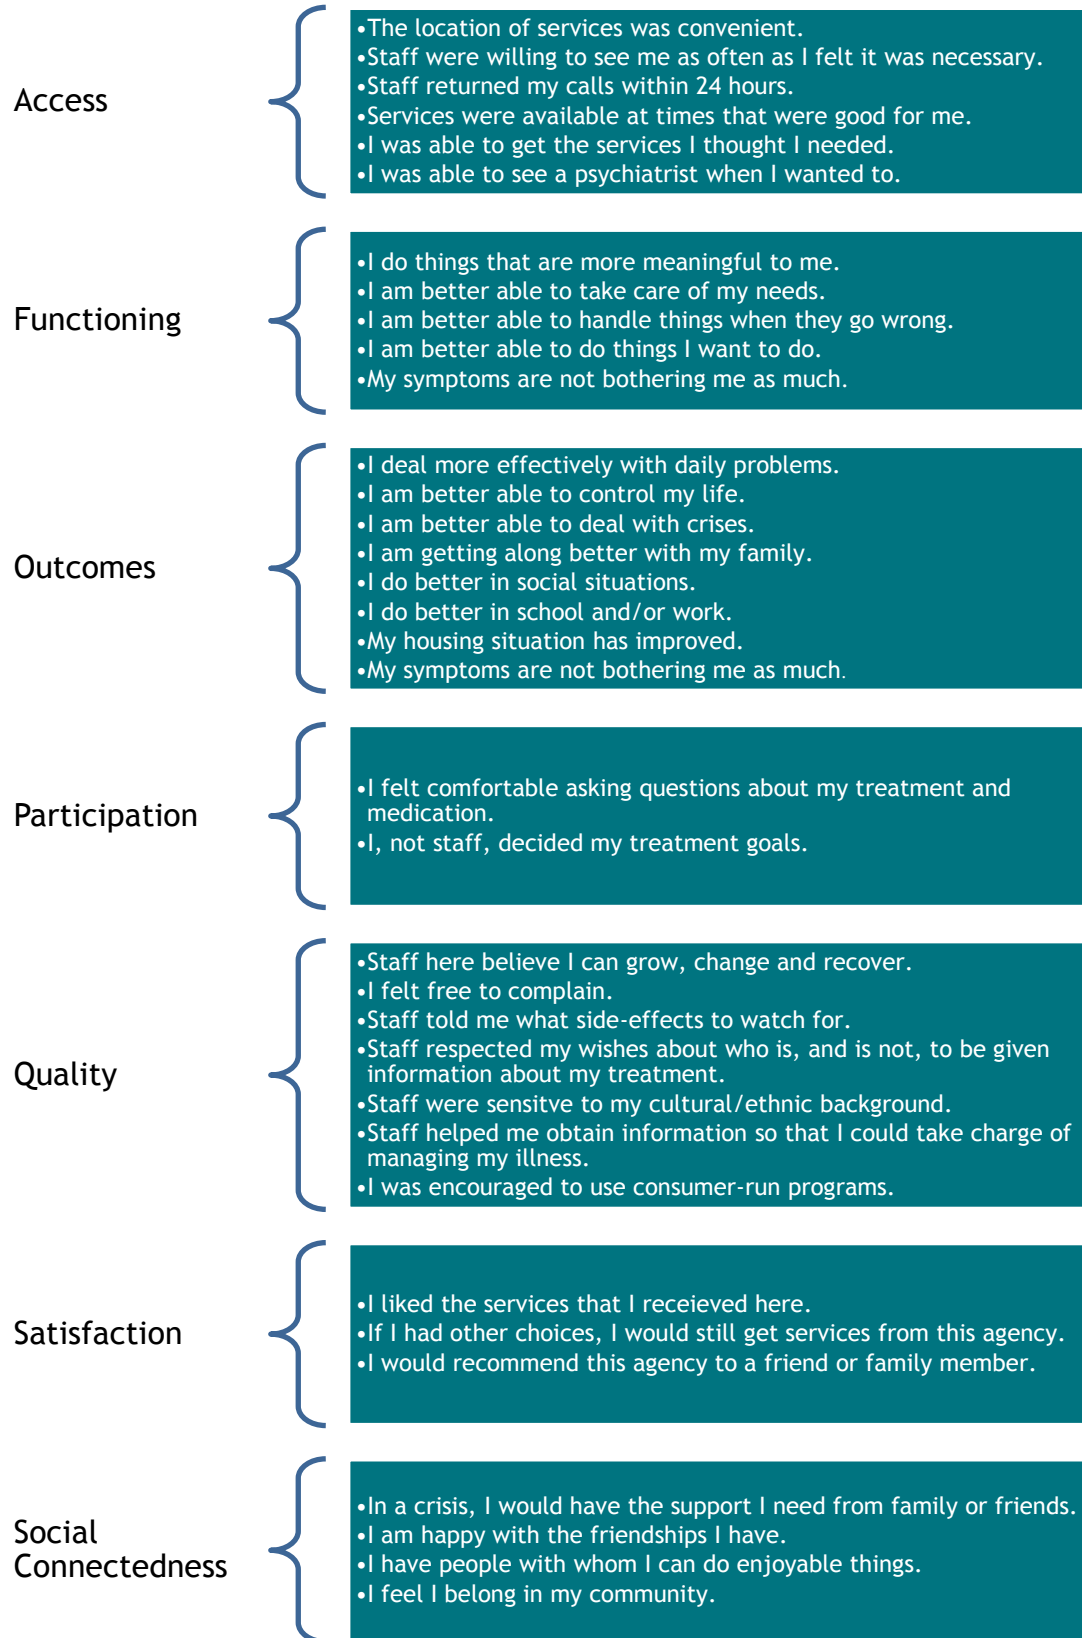 Access
•The location of services was convenient.
•Staff were willing to see me as often as I felt it was necessary.
•Staff returned my calls within 24 hours.
•Services were available at times that were good for me.
•I was able to get the services I thought I needed.
•I was able to see a psychiatrist when I wanted to.
Functioning
•I do things that are more meaningful to me.
•I am better able to take care of my needs.
•I am better able to handle things when they go wrong.
•I am better able to do things I want to do.
•My symptoms are not bothering me as much.
Outcomes
•I deal more effectively with daily problems.
•I am better able to control my life.
•I am better able to deal with crises.
•I am getting along better with my family.
•I do better in social situations.
•I do better in school and/or work.
•My housing situation has improved.
•My symptoms are not bothering me as much.
Participation
•I felt comfortable asking questions about my treatment and
medication.
•I, not staff, decided my treatment goals.
Quality
•Staff here believe I can grow, change and recover.
•I felt free to complain.
•Staff told me what side-effects to watch for.
•Staff respected my wishes about who is, and is not, to be given
information about my treatment.
•Staff were sensitve to my cultural/ethnic background.
•Staff helped me obtain information so that I could take charge of
managing my illness.
•I was encouraged to use consumer-run programs.
Satisfaction
•I liked the services that I receieved here.
•If I had other choices, I would still get services from this agency.
•I would recommend this agency to a friend or family member.
Social
Connectedness
•In a crisis, I would have the support I need from family or friends.
•I am happy with the friendships I have.
•I have people with whom I can do enjoyable things.
•I feel I belong in my community.